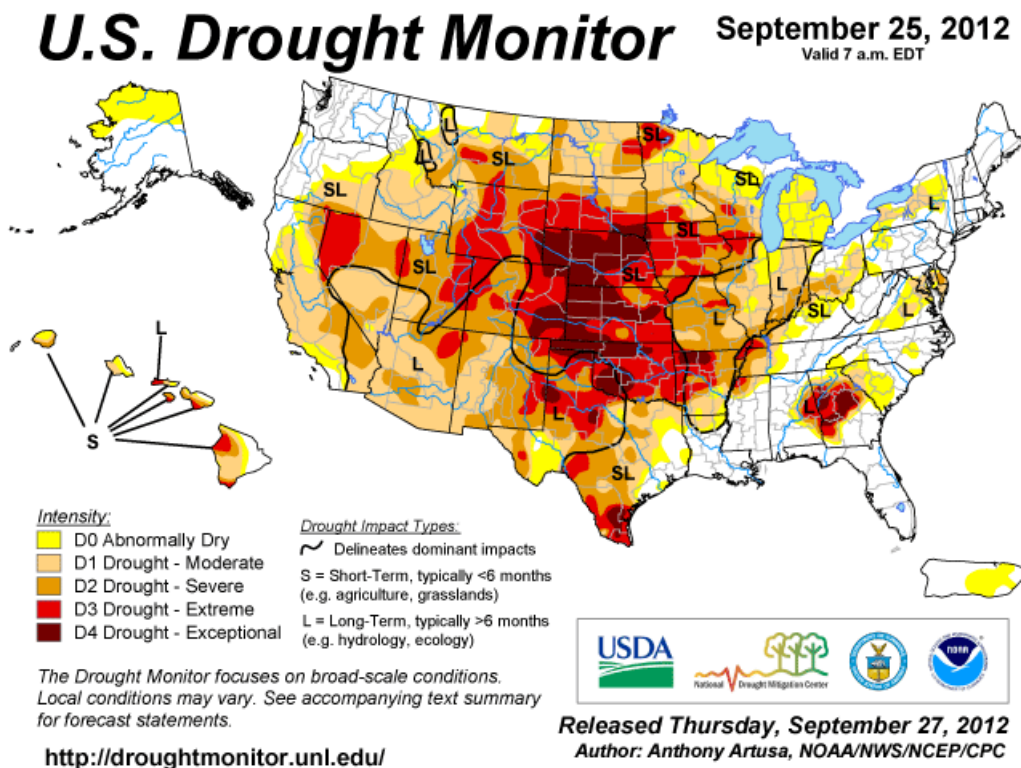 U.S. Drought Monitor
September 25, 2012
Valid 7 a.m. EDT
L
SL
L
SL
SL
SL
L
SL
SL
SL
L
SL
L
L
L
L
L
SL
L
S
Intensity:
D0 Abnormally Dry
D1 Drought - Moderate
D2 Drought - Severe
D3 Drought - Extreme
D4 Drought - Exceptional
Drought Impact Types:
Delineates dominant impacts
S = Short-Term, typically <6 months
(e.g. agriculture, grasslands)
L = Long-Term, typically >6 months
(e.g. hydrology, ecology)
The Drought Monitor focuses on broad-scale conditions.
Local conditions may vary. See accompanying text summary
for forecast statements.
http://droughtmonitor.unl.edu/
USDA
National Drought Mitigation Center
noaa
Released Thursday, September 27, 2012
Author: Anthony Artusa, NOAA/NWS/NCEP/CPC